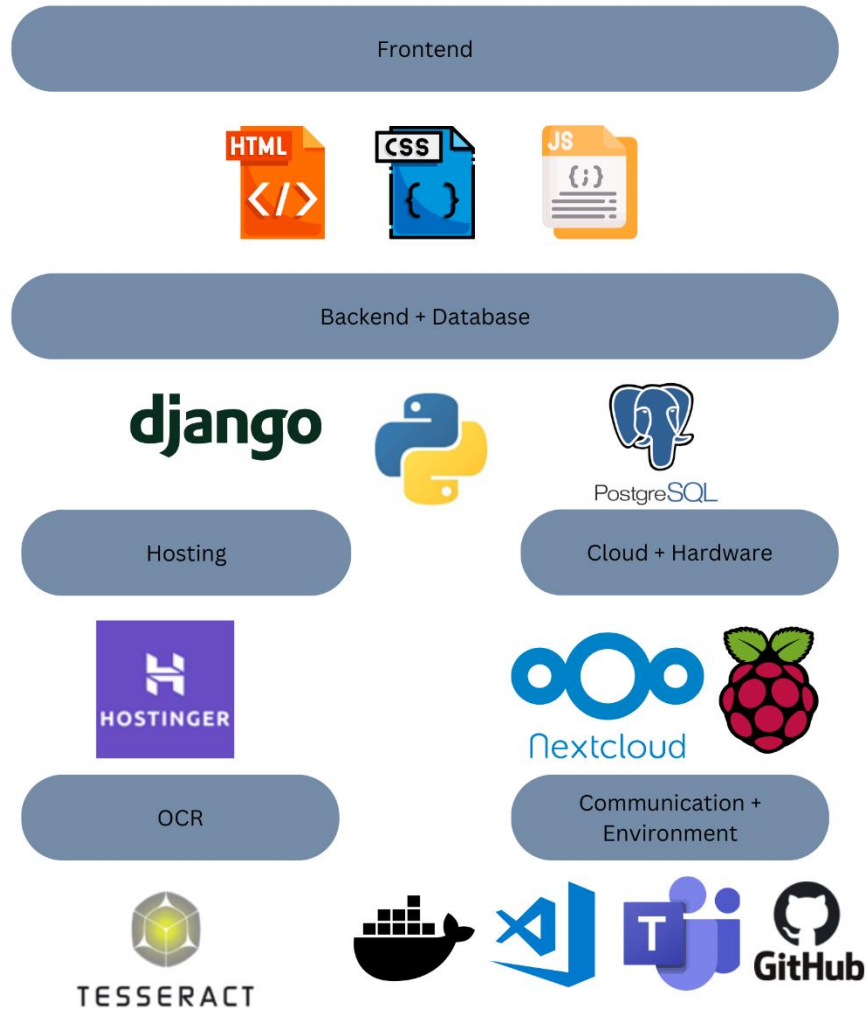 Frontend
HTML
</>
CSS
{ }
JS
{;}
Backend + Database
django
PostgreSQL
Hosting
Cloud + Hardware
HOSTINGER
Nextcloud
OCR
Communication +
Environment
T
TESSERACT
GitHub